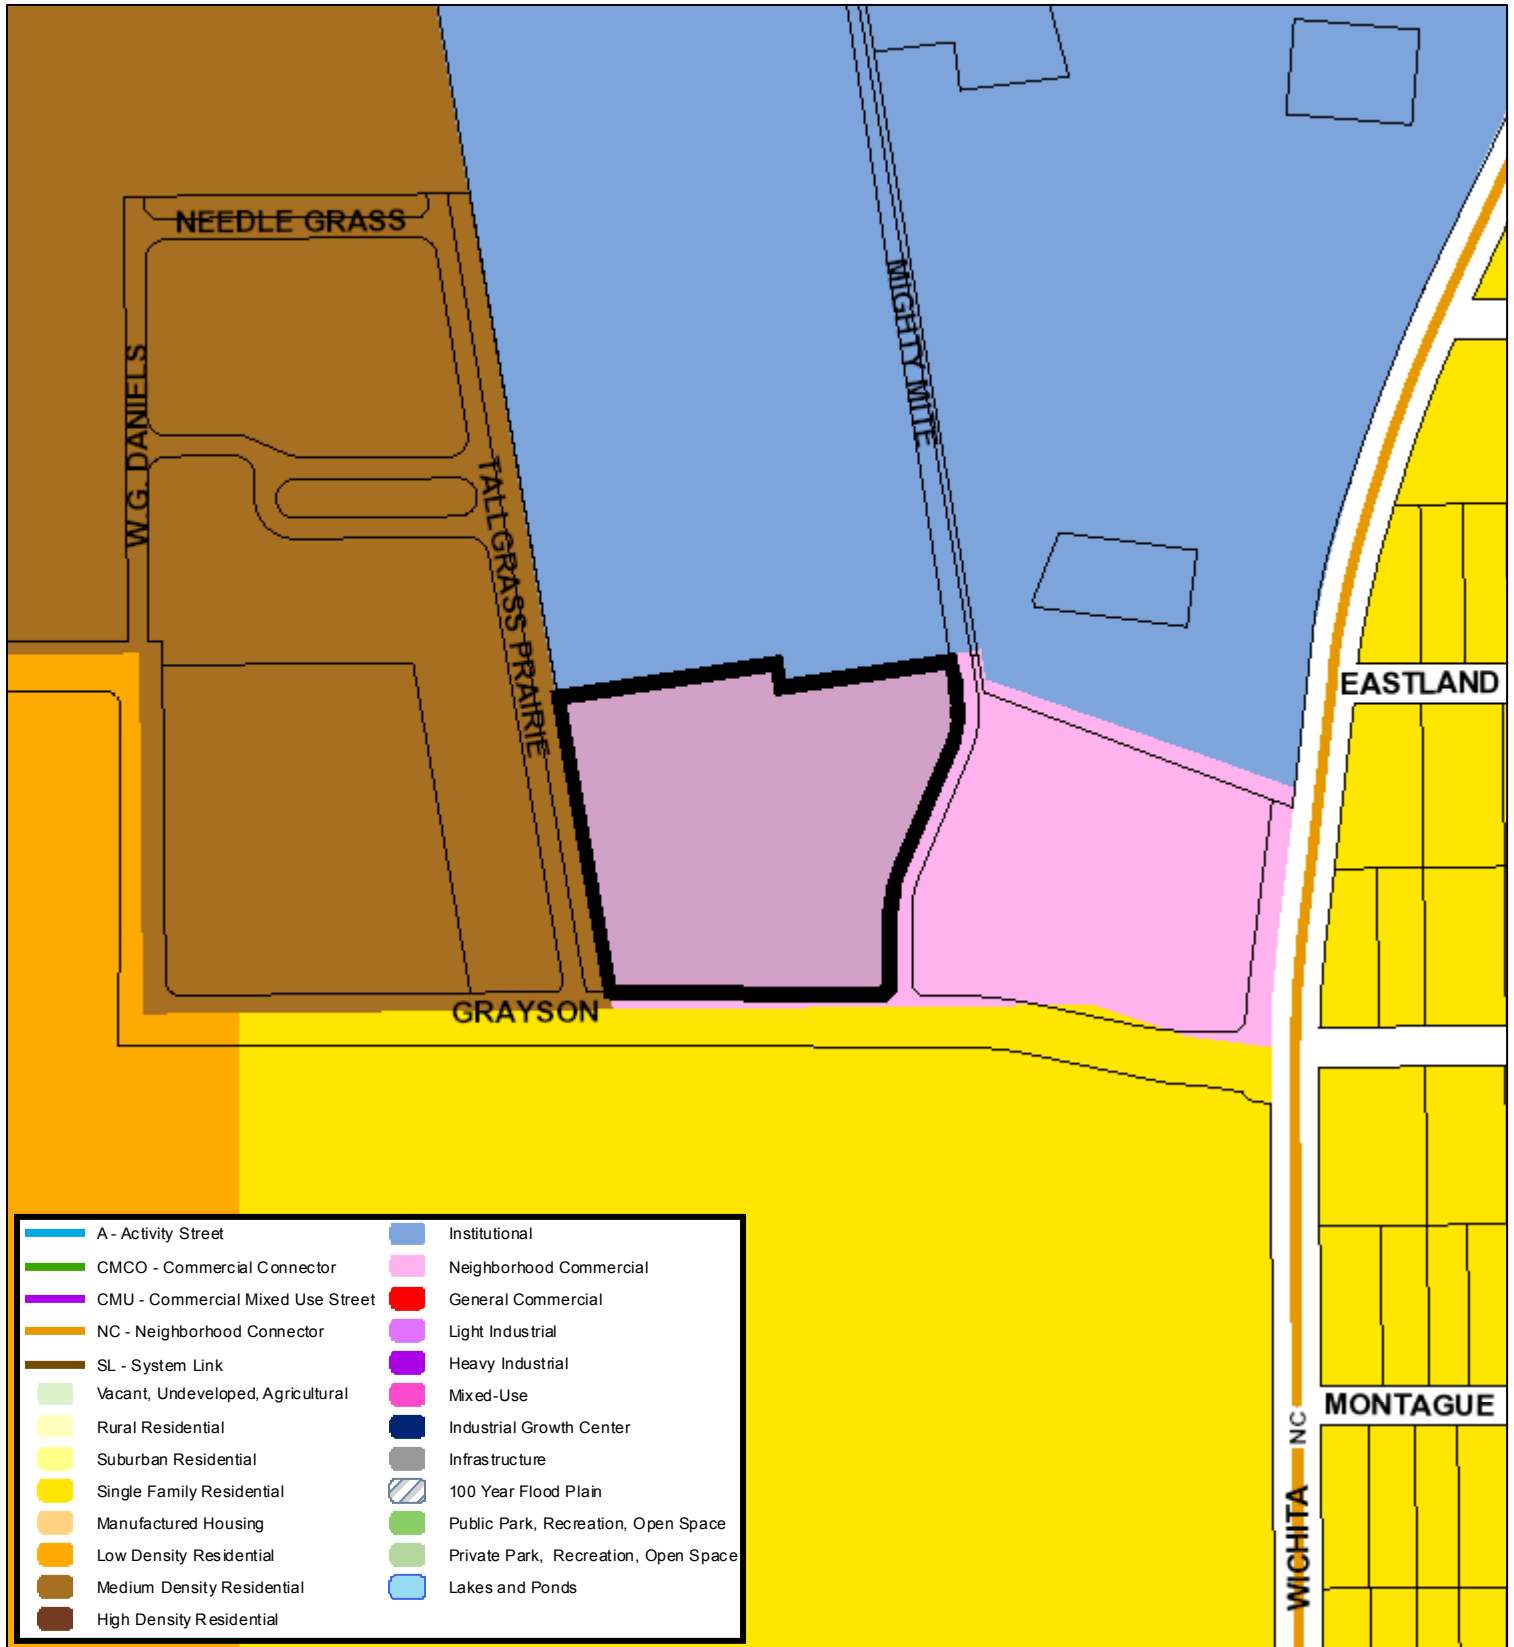 NEEDLE GRASS
MIGHTY MITE
W.G. DANIELS
TALLGRASS PRAIRIE
EASTLAND
GRAYSON
MONTAGUE
NC
WICHITA
A - Activity Street
CMCO - Commercial Connector
CMU - Commercial Mixed Use Street
NC - Neighborhood Connector
SL - System Link
Vacant, Undeveloped, Agricultural
Rural Residential
Suburban Residential
Single Family Residential
Manufactured Housing
Low Density Residential
Medium Density Residential
High Density Residential
Institutional
Neighborhood Commercial
General Commercial
Light Industrial
Heavy Industrial
Mixed-Use
Industrial Growth Center
Infrastructure
100 Year Flood Plain
Public Park, Recreation, Open Space
Private Park, Recreation, Open Space
Lakes and Ponds